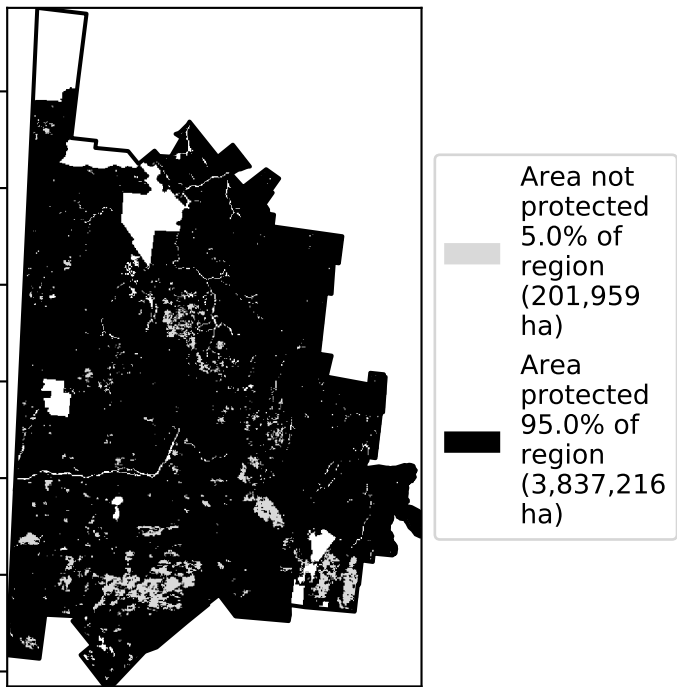 Area not
protected
5.0% of
region
(201,959
ha)
Area
protected
95.0% of
region
(3,837,216
ha)